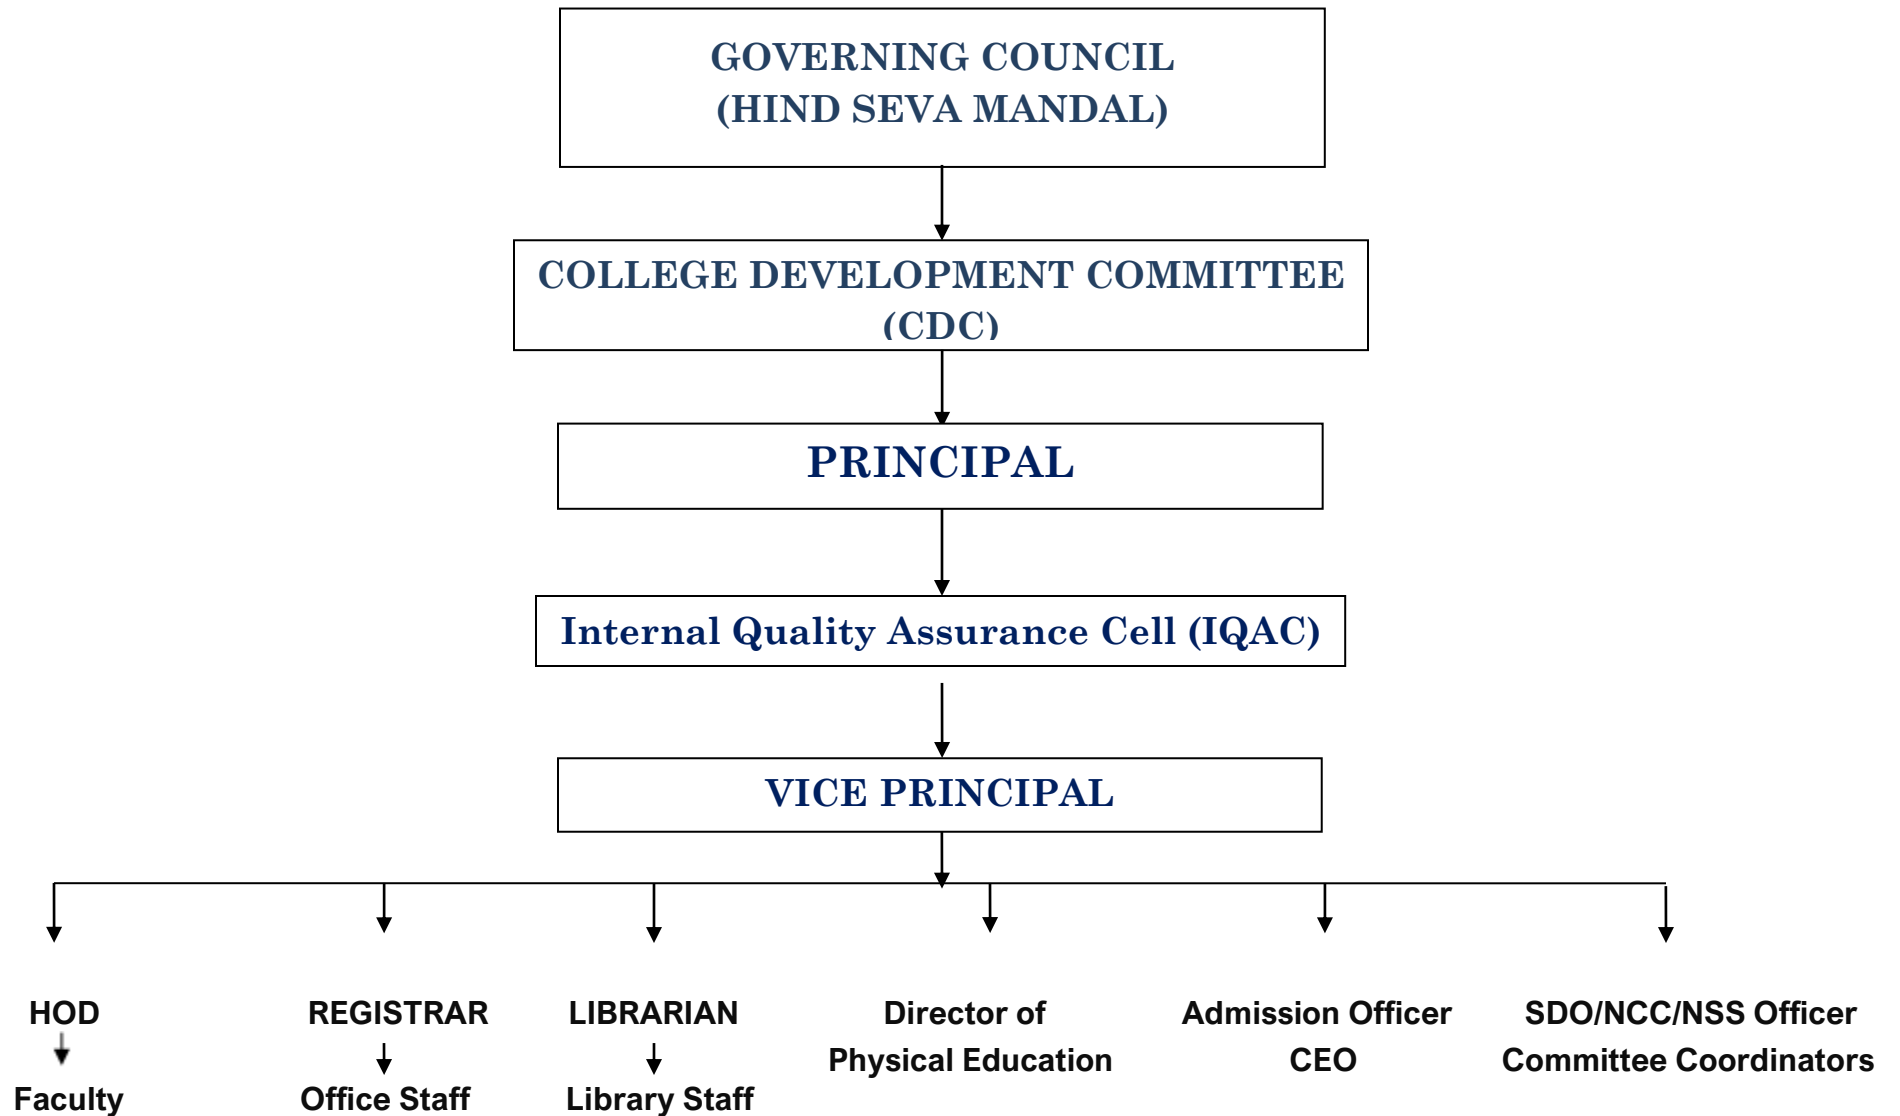 GOVERNING COUNCIL
(HIND SEVA MANDAL)
COLLEGE DEVELOPMENT COMMITTEE
(CDC)
PRINCIPAL
Internal Quality Assurance Cell (IQAC)
VICE PRINCIPAL
HOD
Faculty
REGISTRAR
Office Staff
LIBRARIAN
Library Staff
Director of
Physical Education
Admission Officer
CEO
SDO/NCC/NSS Officer
Committee Coordinators